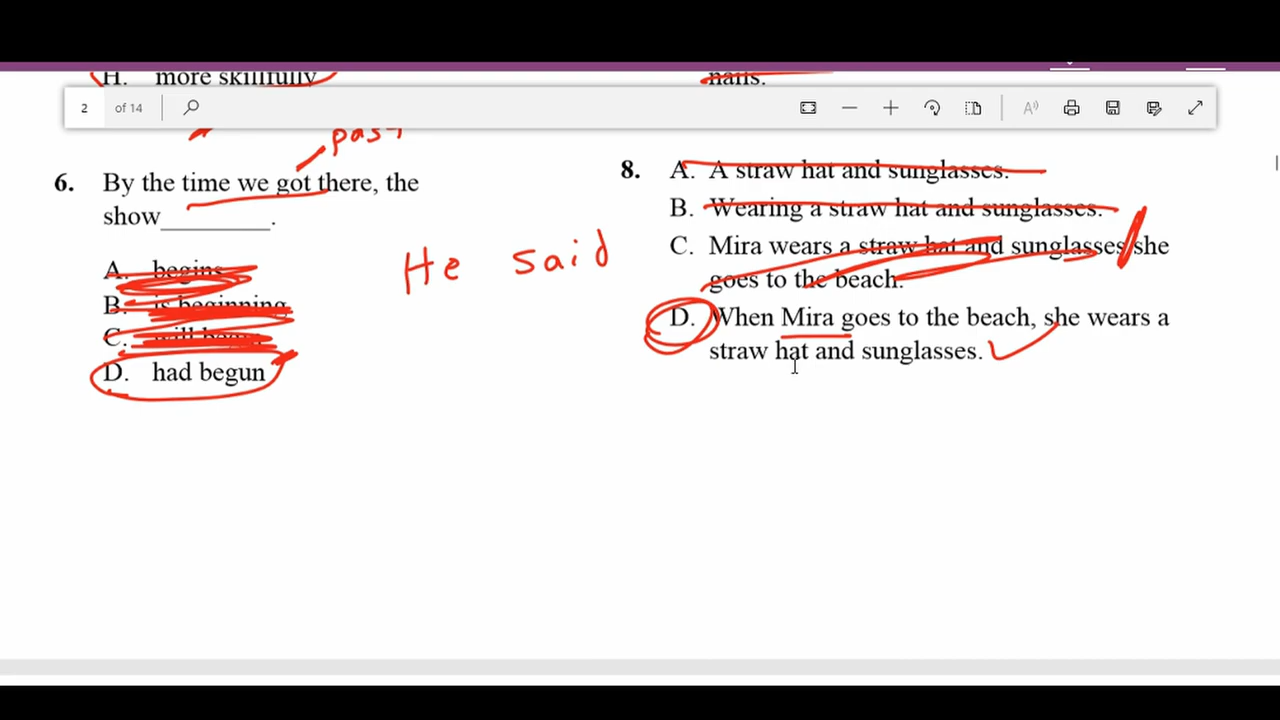 H. more skillfully
nails.
2 of 14
past
6. By the time we got there, the
show________.
A. begins
B. is beginning
C. will begin
D. had begun
He said
8. A. A straw hat and sunglasses.
B. Wearing a straw hat and sunglasses.
C. Mira wears a straw hat and sunglasses she
goes to the beach.
D. When Mira goes to the beach, she wears a
straw hat and sunglasses.